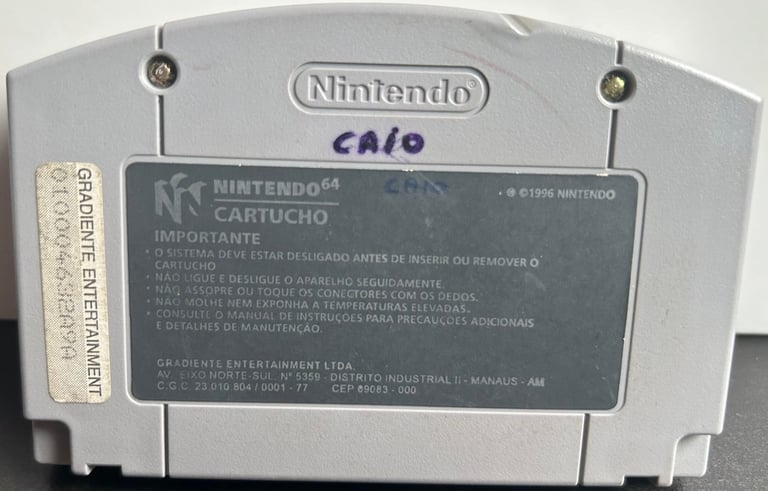 Nintendo®
CAIO
CAIO
NINTENDO 64
CARTUCHO
® ©1996 NINTENDO
IMPORTANTE
• O SISTEMA DEVE ESTAR DESLIGADO ANTES DE INSERIR OU REMOVER O
CARTUCHO
• NÃO LIGUE E DESLIGUE O APARELHO SEGUIDAMENTE.
• NÃO ASSOPRE OU TOQUE OS CONECTORES COM OS DEDOS.
• NÃO MOLHE NEM EXPONHA A TEMPERATURAS ELEVADAS.
• CONSULTE O MANUAL DE INSTRUÇÕES PARA PRECAUÇÕES ADICIONAIS
E DETALHES DE MANUTENÇÃO.
GRADIENTE ENTERTAINMENT LTDA.
AV. EIXO NORTE-SUL, Nº 5359 - DISTRITO INDUSTRIAL II - MANAUS - AM
C.G.C. 23.010.804 / 0001 - 77 CEP 69083 - 000
GRADIENTE ENTERTAINMENT